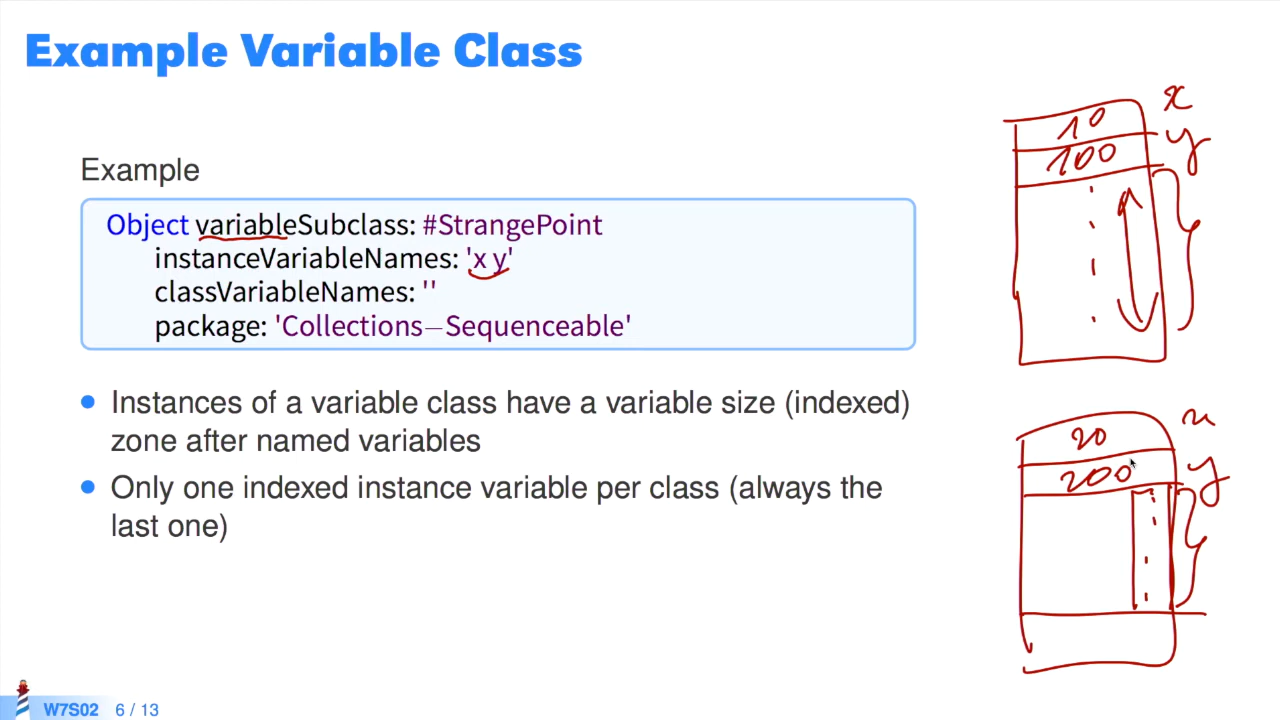 Example Variable Class
Example
Object variableSubclass: #StrangePoint
instanceVariableNames: 'x y'
classVariableNames: ''
package: 'Collections–Sequenceable'
Instances of a variable class have a variable size (indexed)
zone after named variables
Only one indexed instance variable per class (always the
last one)
10 x
100 y
20 x
200 y
W7S02 6 / 13